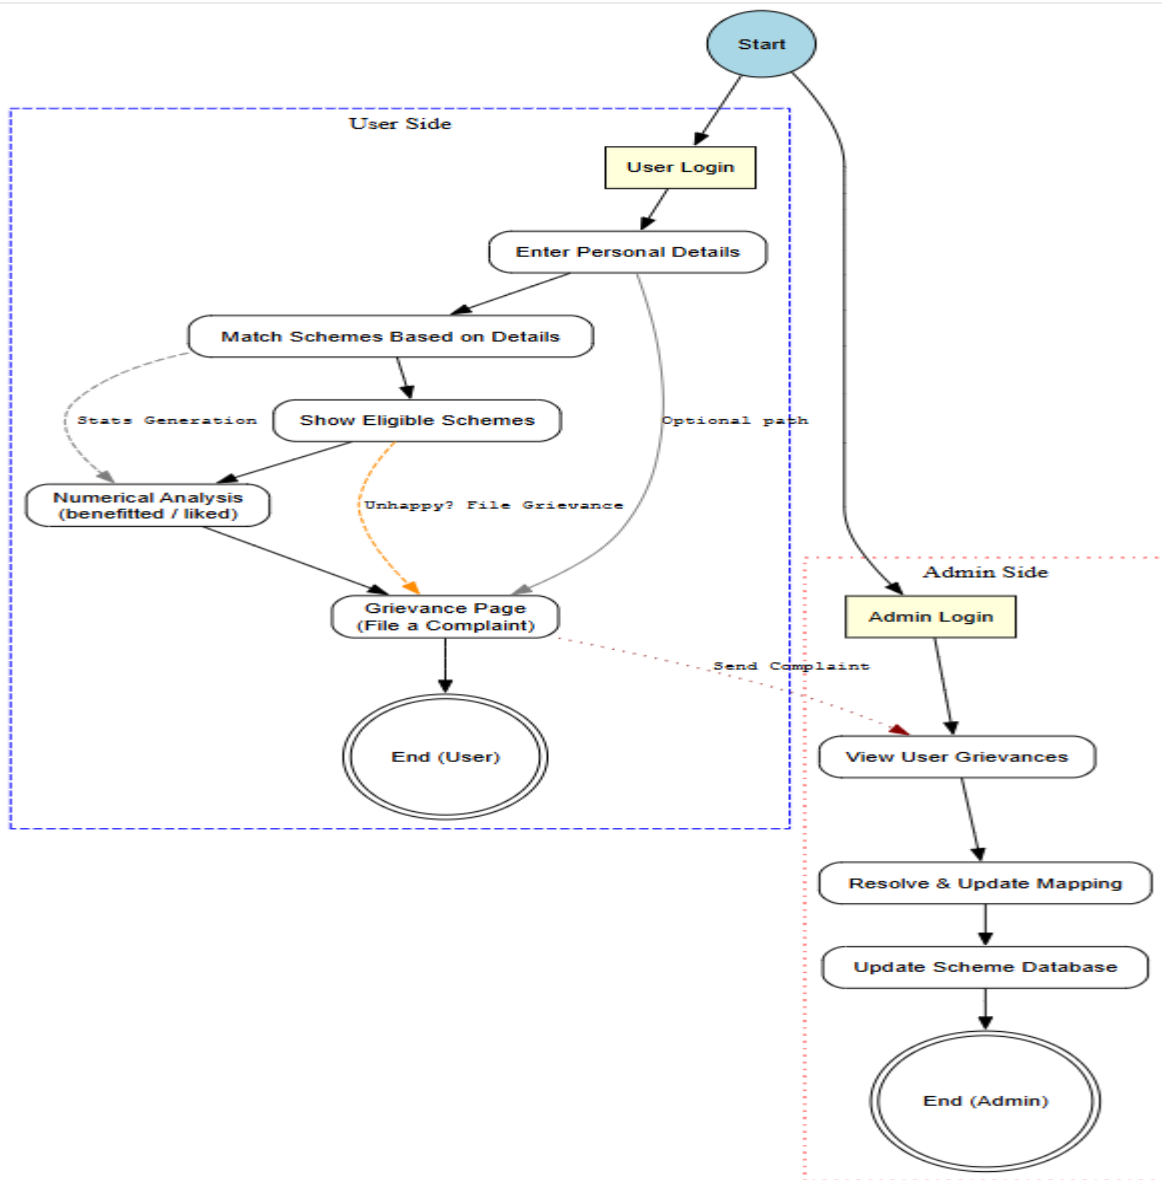 Start
User Side
User Login
Enter Personal Details
Match Schemes Based on Details
Stats Generation
Show Eligible Schemes
Optional path
Numerical Analysis
(benefitted / liked)
Unhappy? File Grievance
Grievance Page
(File a Complaint)
Send Complaint
End (User)
Admin Side
Admin Login
View User Grievances
Resolve & Update Mapping
Update Scheme Database
End (Admin)